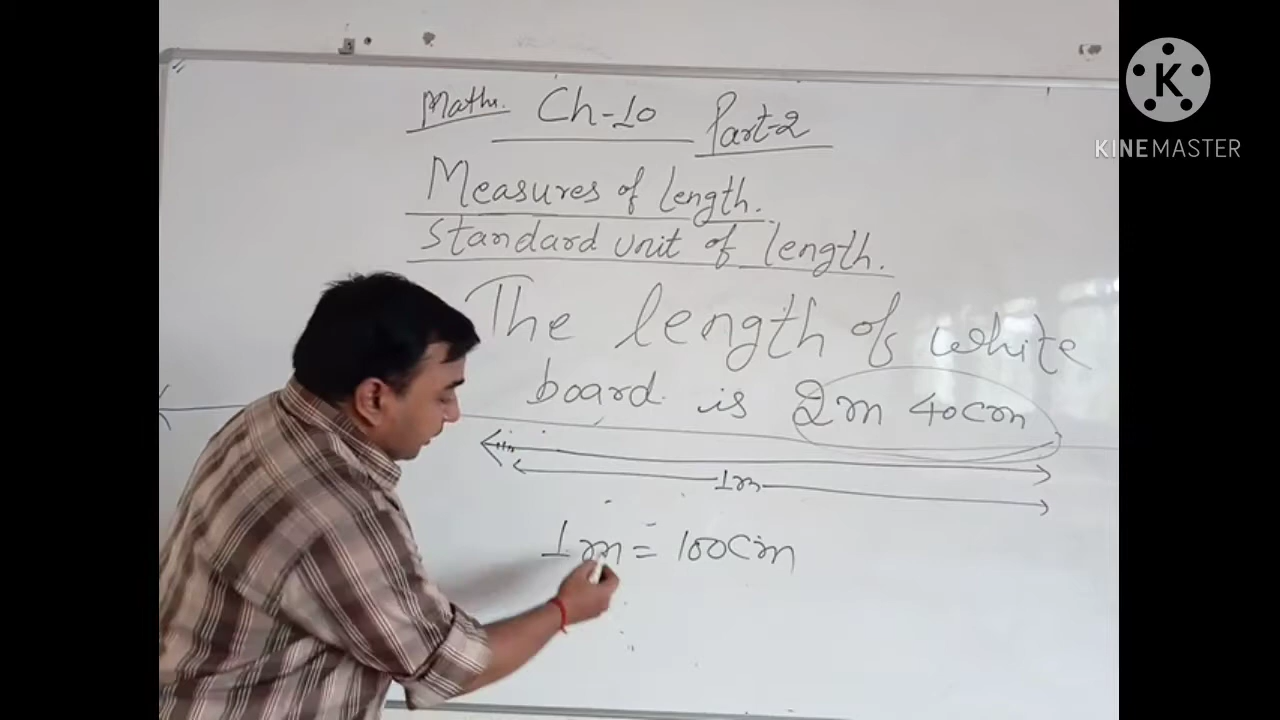 Maths. Ch-10 Part-2
Measures of length.
Standard unit of length.
The length of white
board is 2m 40cm
1m
1m = 100cm
K
KINEMASTER